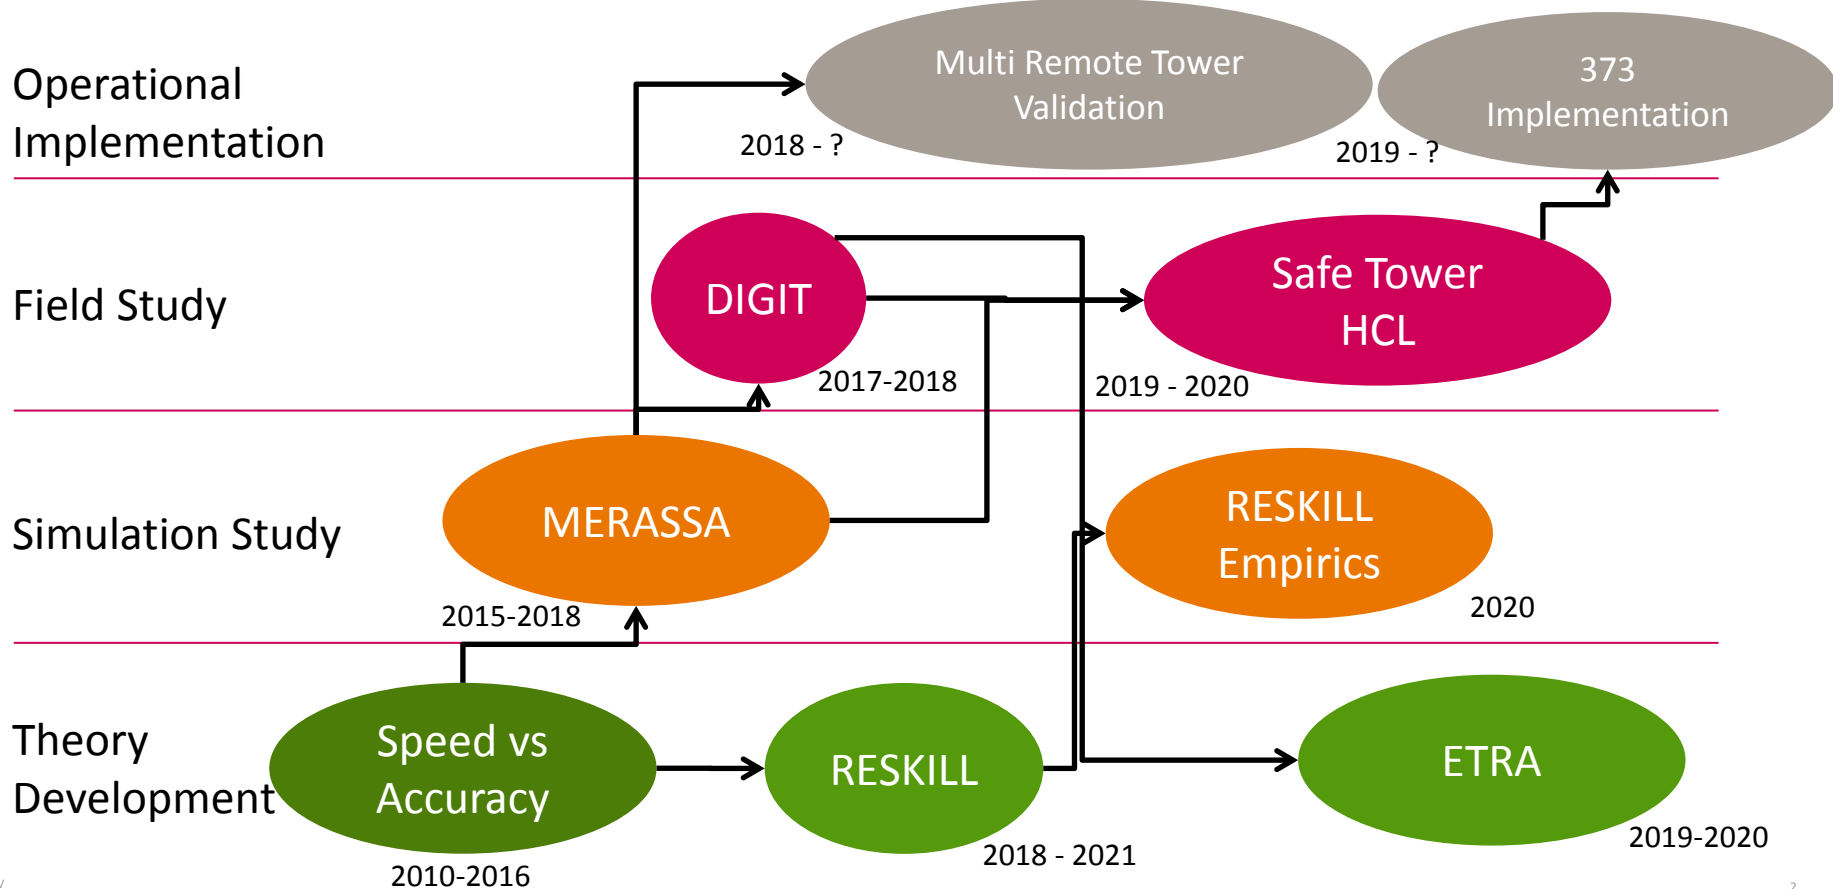 Operational
Implementation
Multi Remote Tower
Validation
2018 - ?
373
Implementation
2019 - ?
Field Study
DIGIT
2017-2018
Safe Tower
HCL
2019 - 2020
Simulation Study
MERASSA
2015-2018
RESKILL
Empirics
2020
Theory
Development
Speed vs
Accuracy
2010-2016
RESKILL
2018 - 2021
ETRA
2019-2020